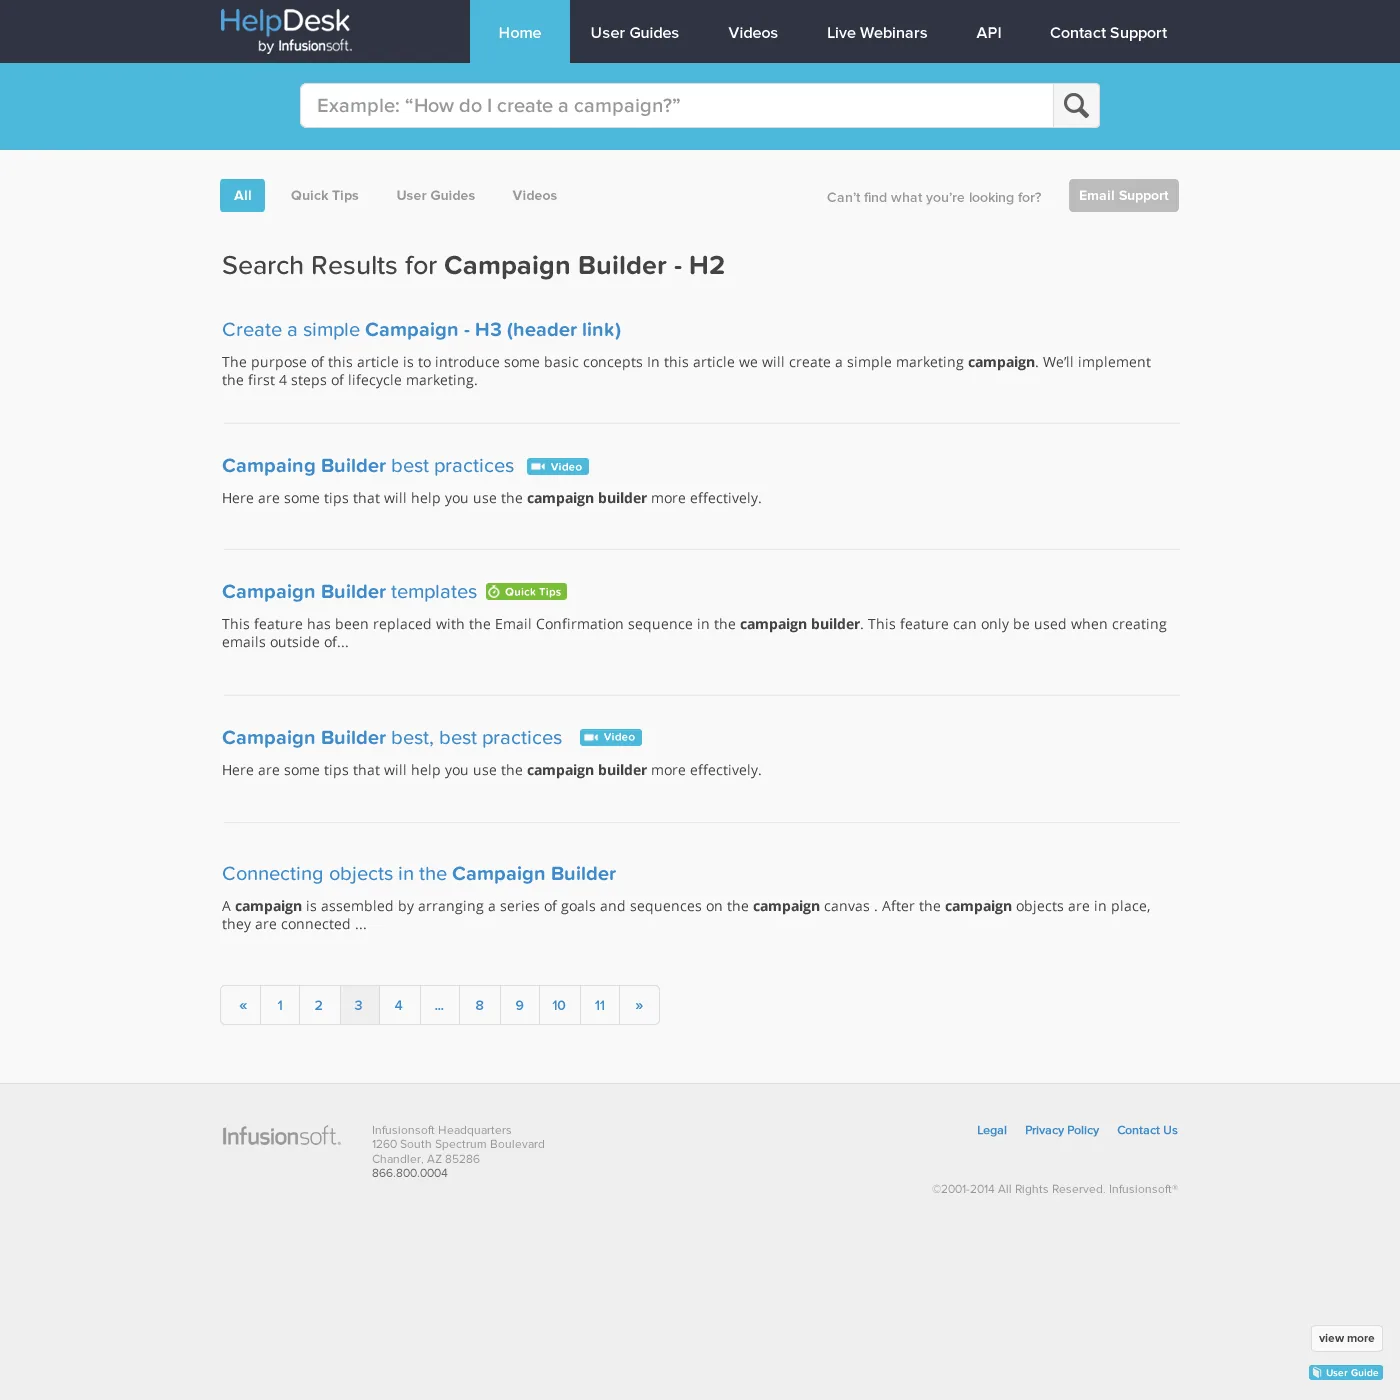 HelpDesk
by Infusionsoft.
Home
User Guides
Videos
Live Webinars
API
Contact Support
Example: “How do I create a campaign?”
All
Quick Tips
User Guides
Videos
Can’t find what you’re looking for?
Email Support
Search Results for Campaign Builder - H2
Create a simple Campaign - H3 (header link)
The purpose of this article is to introduce some basic concepts In this article we will create a simple marketing campaign. We’ll implement
the first 4 steps of lifecycle marketing.
Campaing Builder best practices
Video
Here are some tips that will help you use the campaign builder more effectively.
Campaign Builder templates
Quick Tips
This feature has been replaced with the Email Confirmation sequence in the campaign builder. This feature can only be used when creating
emails outside of...
Campaign Builder best, best practices
Video
Here are some tips that will help you use the campaign builder more effectively.
Connecting objects in the Campaign Builder
A campaign is assembled by arranging a series of goals and sequences on the campaign canvas . After the campaign objects are in place,
they are connected ...
« 1 2 3 4 ... 8 9 10 11 »
Infusionsoft.
Infusionsoft Headquarters
1260 South Spectrum Boulevard
Chandler, AZ 85286
866.800.0004
Legal
Privacy Policy
Contact Us
©2001-2014 All Rights Reserved. Infusionsoft®
view more
User Guide